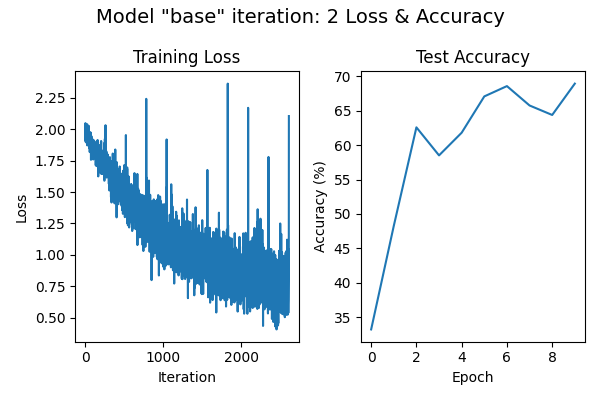 Model "base" iteration: 2 Loss & Accuracy
Training Loss
2.25
2.00
1.75
1.50
1.25
1.00
0.75
0.50
Loss
0 1000 2000
Iteration
Test Accuracy
70
65
60
55
50
45
40
35
Accuracy (%)
0 2 4 6 8
Epoch